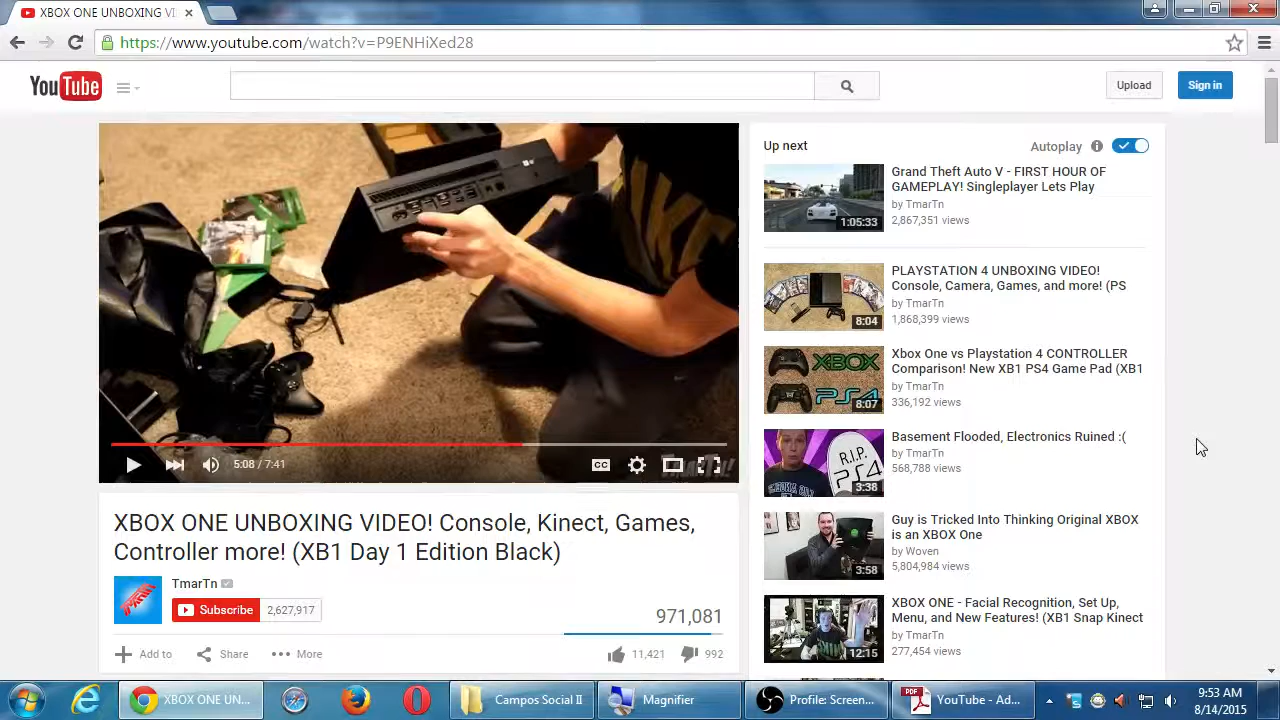 XBOX ONE UNBOXING VI
https://www.youtube.com/watch?v=P9ENHiXed28
YouTube
Upload
Sign in
Up next
Autoplay
Grand Theft Auto V - FIRST HOUR OF
GAMEPLAY! Singleplayer Lets Play
by TmarTn
2,867,351 views
1:05:33
PLAYSTATION 4 UNBOXING VIDEO!
Console, Camera, Games, and more! (PS
by TmarTn
1,868,399 views
8:04
Xbox One vs Playstation 4 CONTROLLER
Comparison! New XB1 PS4 Game Pad (XB1
by TmarTn
336,192 views
XBOX
PS4
8:07
Basement Flooded, Electronics Ruined :(
by TmarTn
568,788 views
R.I.P.
PS4
3:38
Guy is Tricked Into Thinking Original XBOX
is an XBOX One
by Woven
5,804,984 views
3:58
XBOX ONE - Facial Recognition, Set Up,
Menu, and New Features! (XB1 Snap Kinect
by TmarTn
277,454 views
12:15
5:08 / 7:41
CC
XBOX ONE UNBOXING VIDEO! Console, Kinect, Games,
Controller more! (XB1 Day 1 Edition Black)
TmarTn
Subscribe
2,627,917
971,081
Add to
Share
More
11,421
992
XBOX ONE UN...
Campos Social II
Magnifier
Profile: Screen...
PDF
YouTube - Ad...
9:53 AM
8/14/2015